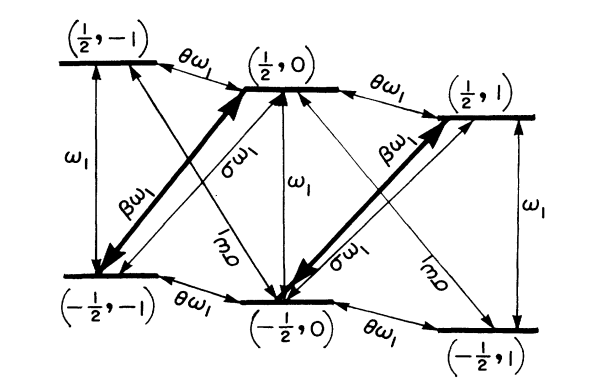 (1/2, -1)
θω₁
(1/2, 0)
θω₁
(1/2, 1)
ω₁
βω₁
σω₁
ω₁
βω₁
ω₁
σω₁
σω₁
σω₁
(-1/2, -1)
θω₁
(-1/2, 0)
θω₁
(-1/2, 1)